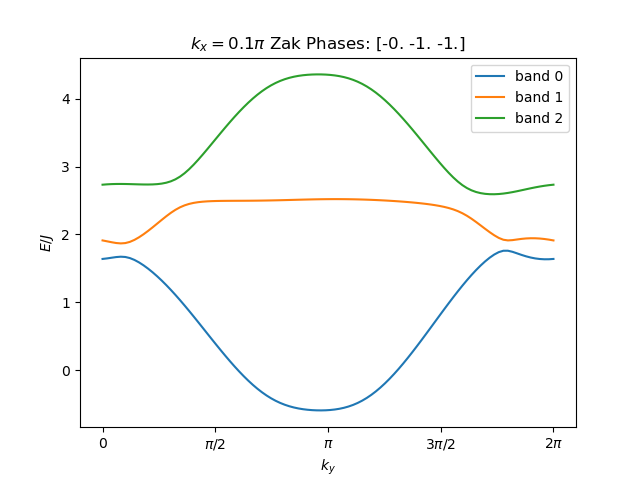 $k_x = 0.1\pi$ Zak Phases: [-0. -1. -1.]
band 0
band 1
band 2
4
3
2
1
0
E/J
0
π/2
π
3π/2
2π
$k_y$